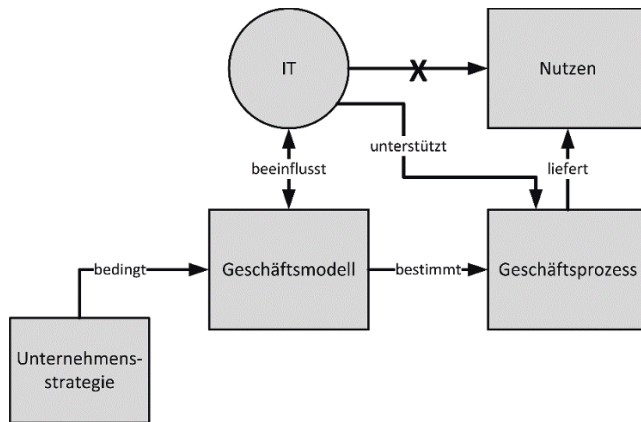 IT
X
Nutzen
unterstützt
beeinflusst
liefert
bedingt
Geschäftsmodell
bestimmt
Geschäftsprozess
Unternehmens-
strategie